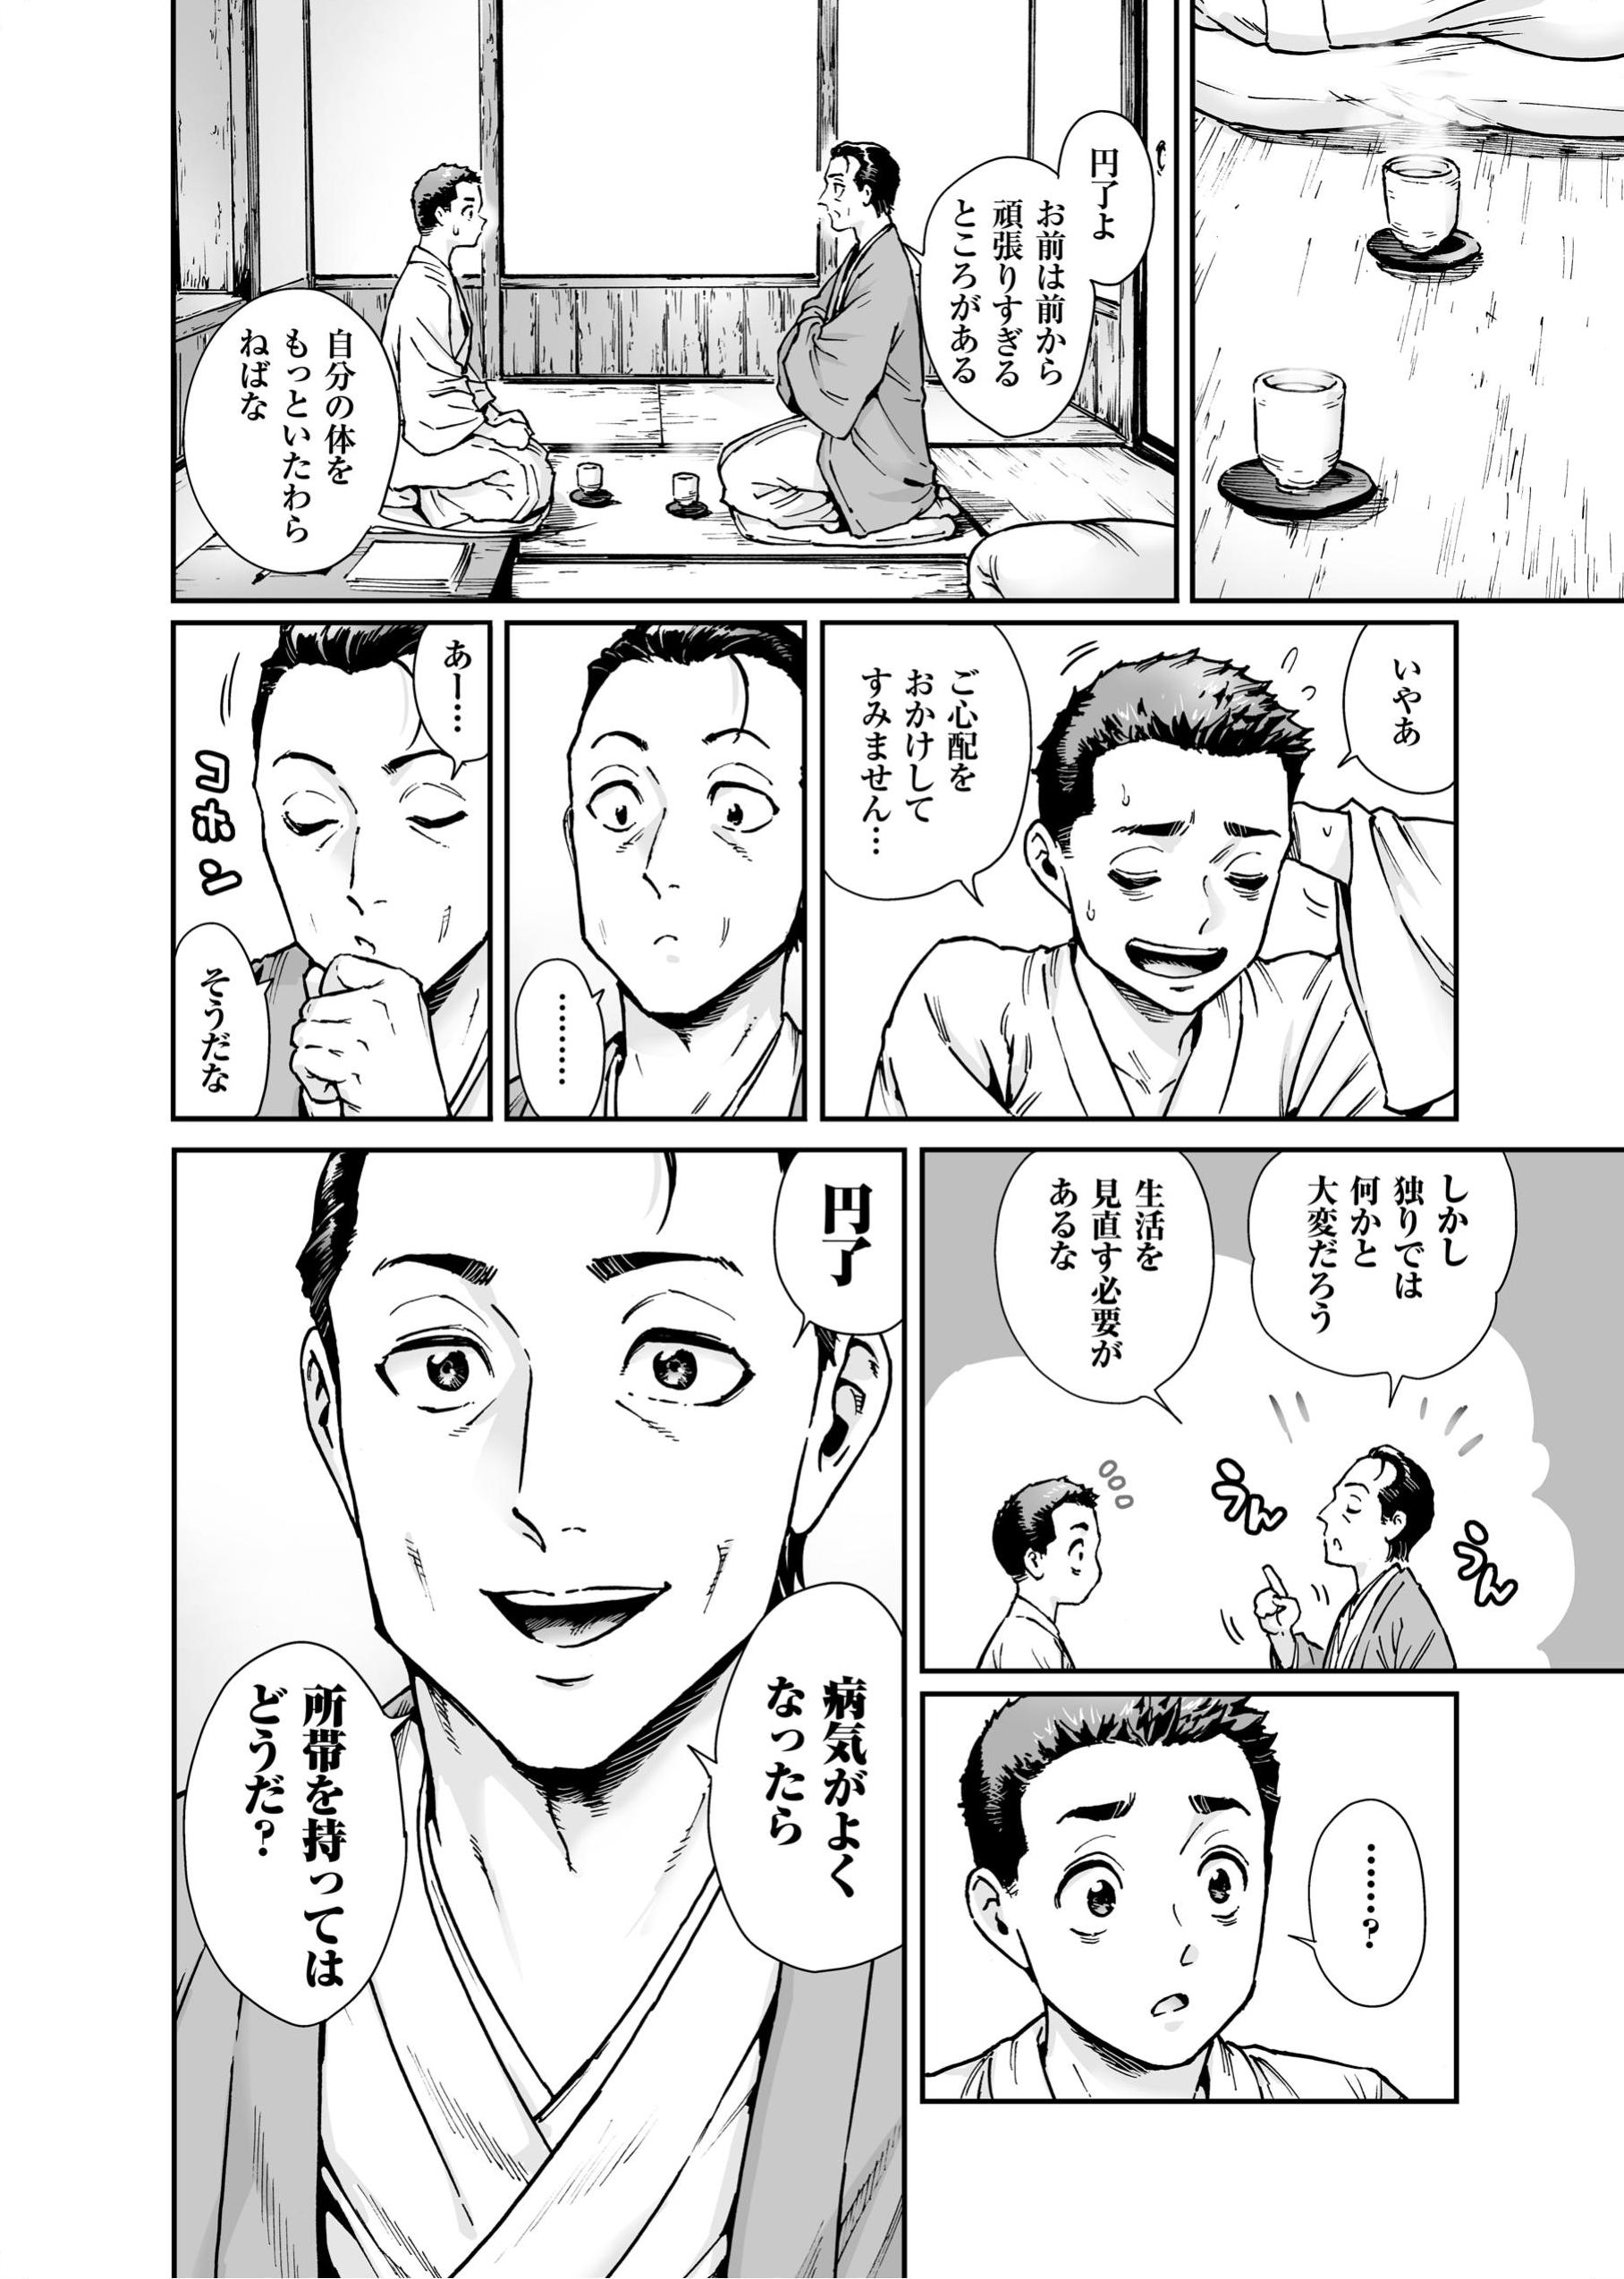 円了よ
お前は前から
頑張りすぎる
ところがある
自分の体を
もっといたわら
ねばな
いやあ
ご心配を
おかけして
すみません…
………
あー…
コホン
そうだな
しかし
独りでは
何かと
大変だろう
生活を
見直す必要が
あるな
うん
うん
………?
円了
病気がよく
なったら
所帯を持っては
どうだ?